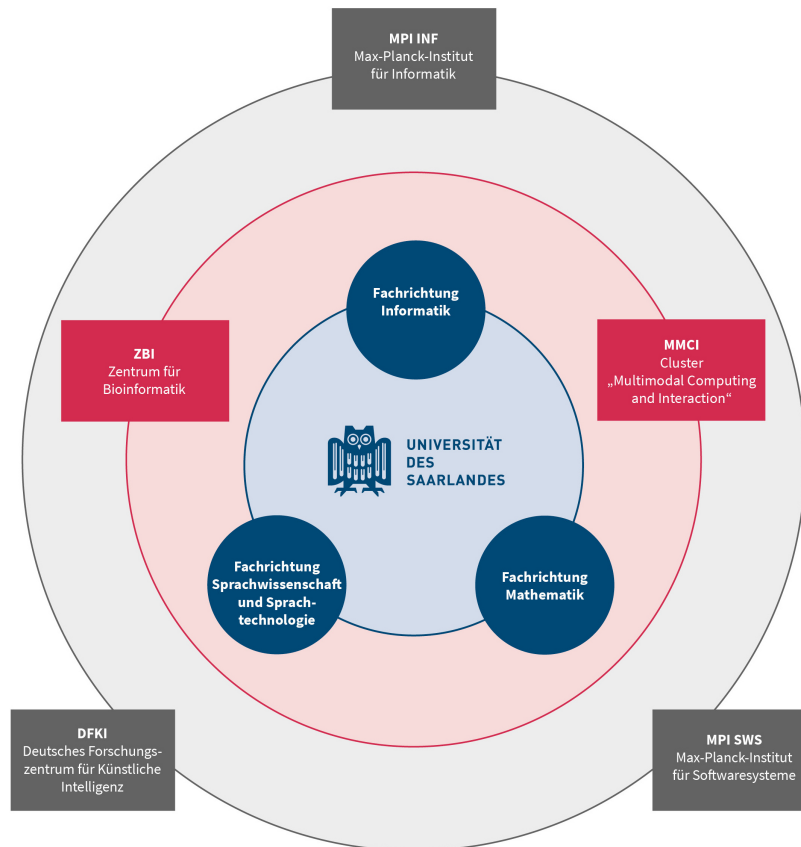 MPI INF
Max-Planck-Institut
für Informatik
Fachrichtung
Informatik
ZBI
Zentrum für
Bioinformatik
MMCI
Cluster
„Multimodal Computing
and Interaction“
UNIVERSITÄT
DES
SAARLANDES
Fachrichtung
Sprachwissenschaft
und Sprach-
technologie
Fachrichtung
Mathematik
DFKI
Deutsches Forschungs-
zentrum für Künstliche
Intelligenz
MPI SWS
Max-Planck-Institut
für Softwaresysteme